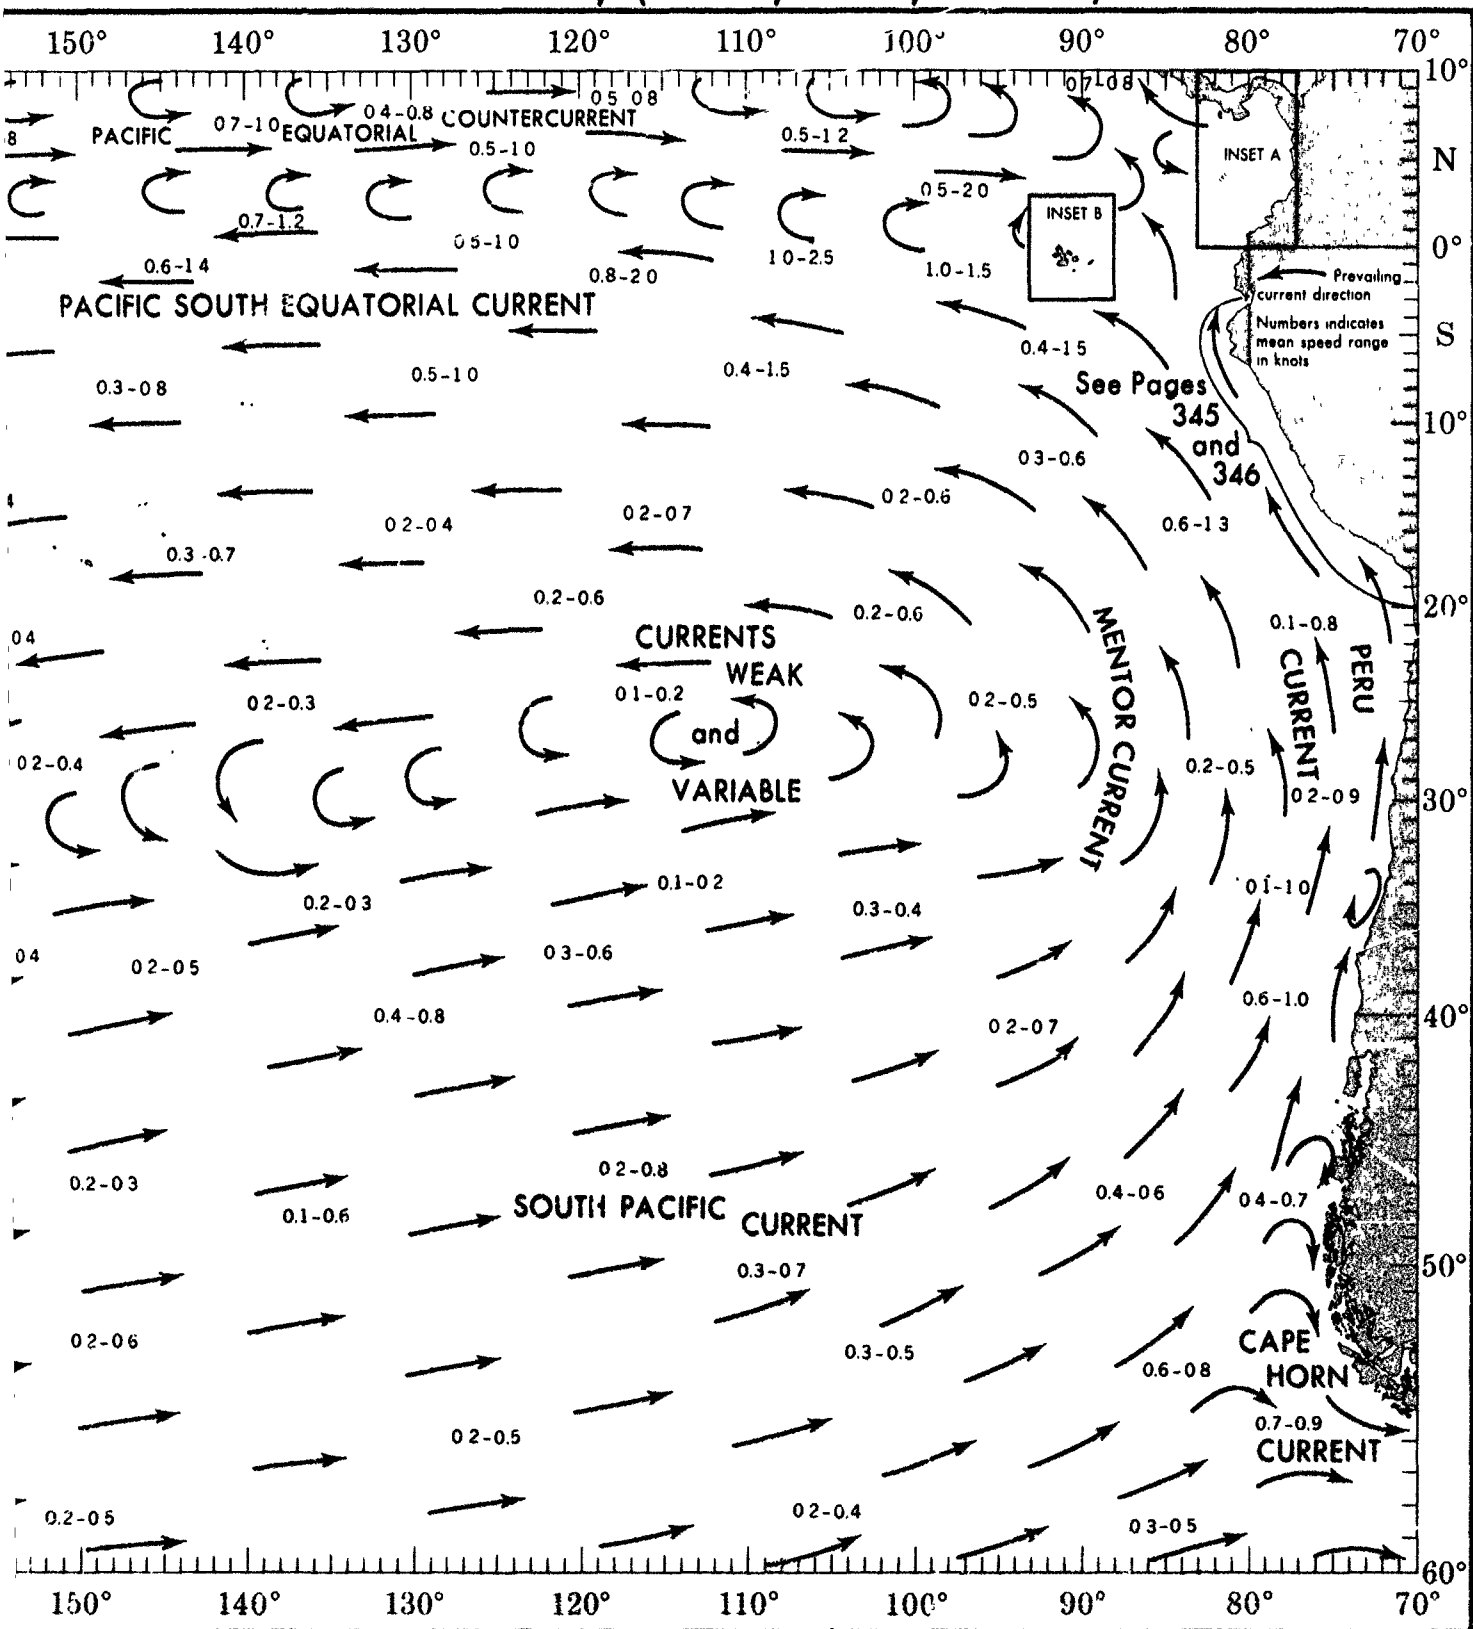 150° 140° 130° 120° 110° 100° 90° 80° 70°
10°
0.7-0.8
0.5 0.8
0.4-0.8
COUNTERCURRENT
0.7-1.0
PACIFIC EQUATORIAL
8
0.5-1.2
0.5-1.0
INSET A
N
0.5-2.0
INSET B
0.7-1.2
0.5-1.0
0°
1.0-2.5
0.6-1.4
0.8-2.0
1.0-1.5
Prevailing
current direction
PACIFIC SOUTH EQUATORIAL CURRENT
Numbers indicates
mean speed range
in knots
S
0.4-1.5
0.4-1.5
0.5-1.0
0.3-0.8
See Pages
345
and
346
10°
0.3-0.6
0.2-0.6
4
0.2-0.7
0.2-0.4
0.6-1.3
0.3-0.7
0.2-0.6
0.2-0.6
20°
0.1-0.8
0.4
CURRENTS
WEAK
and
VARIABLE
MENTOR CURRENT
PERU
CURRENT
0.1-0.2
0.2-0.3
0.2-0.5
0.2-0.4
0.2-0.5
0.2-0.9
30°
0.1-0.2
0.1-1.0
0.2-0.3
0.3-0.4
0.4
0.2-0.5
0.3-0.6
0.6-1.0
0.4-0.8
0.2-0.7
40°
0.2-0.3
0.2-0.8
0.4-0.6
0.4-0.7
SOUTH PACIFIC
CURRENT
0.1-0.6
50°
0.3-0.7
0.2-0.6
0.3-0.5
CAPE
HORN
0.6-0.8
0.7-0.9
CURRENT
0.2-0.5
0.2-0.5
0.2-0.4
0.3-0.5
60°
150° 140° 130° 120° 110° 100° 90° 80° 70°